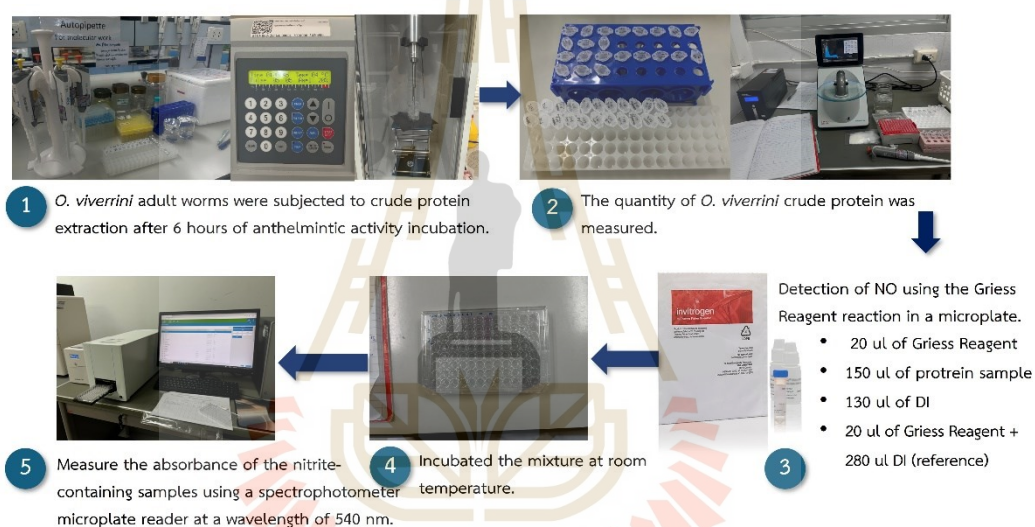 Autopipette
For molecular work
1
O. viverrini adult worms were subjected to crude protein
extraction after 6 hours of anthelmintic activity incubation.
2
The quantity of O. viverrini crude protein was
measured.
Detection of NO using the Griess
Reagent reaction in a microplate.
• 20 ul of Griess Reagent
• 150 ul of protrein sample
• 130 ul of DI
• 20 ul of Griess Reagent +
280 ul DI (reference)
3
invitrogen
4
Incubated the mixture at room
temperature.
5
Measure the absorbance of the nitrite-
containing samples using a spectrophotometer
microplate reader at a wavelength of 540 nm.